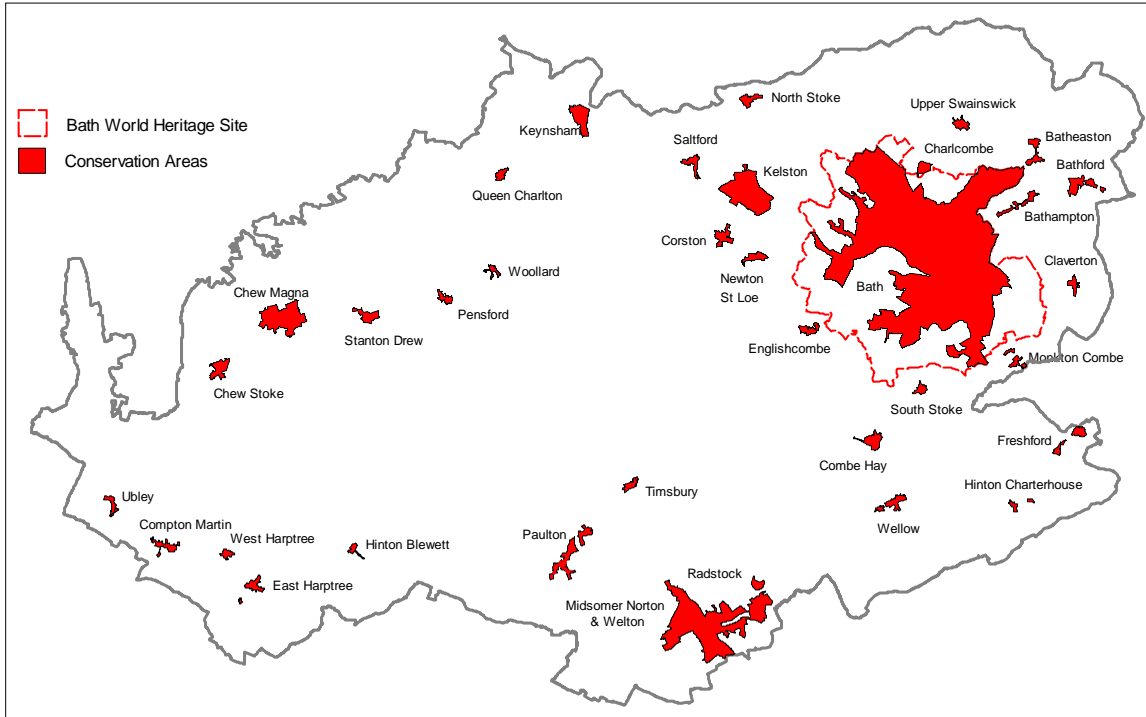 Bath World Heritage Site
Conservation Areas
North Stoke
Upper Swainswick
Keynsham
Batheaston
Saltford
Charlcombe
Bathford
Kelston
Queen Charlton
Bathampton
Corston
Woollard
Newton
St Loe
Claverton
Bath
Chew Magna
Pensford
Stanton Drew
Englishcombe
Monkton Combe
Chew Stoke
South Stoke
Freshford
Combe Hay
Timsbury
Hinton Charterhouse
Ubley
Compton Martin
West Harptree
Hinton Blewett
Paulton
Wellow
East Harptree
Radstock
Midsomer Norton
& Welton